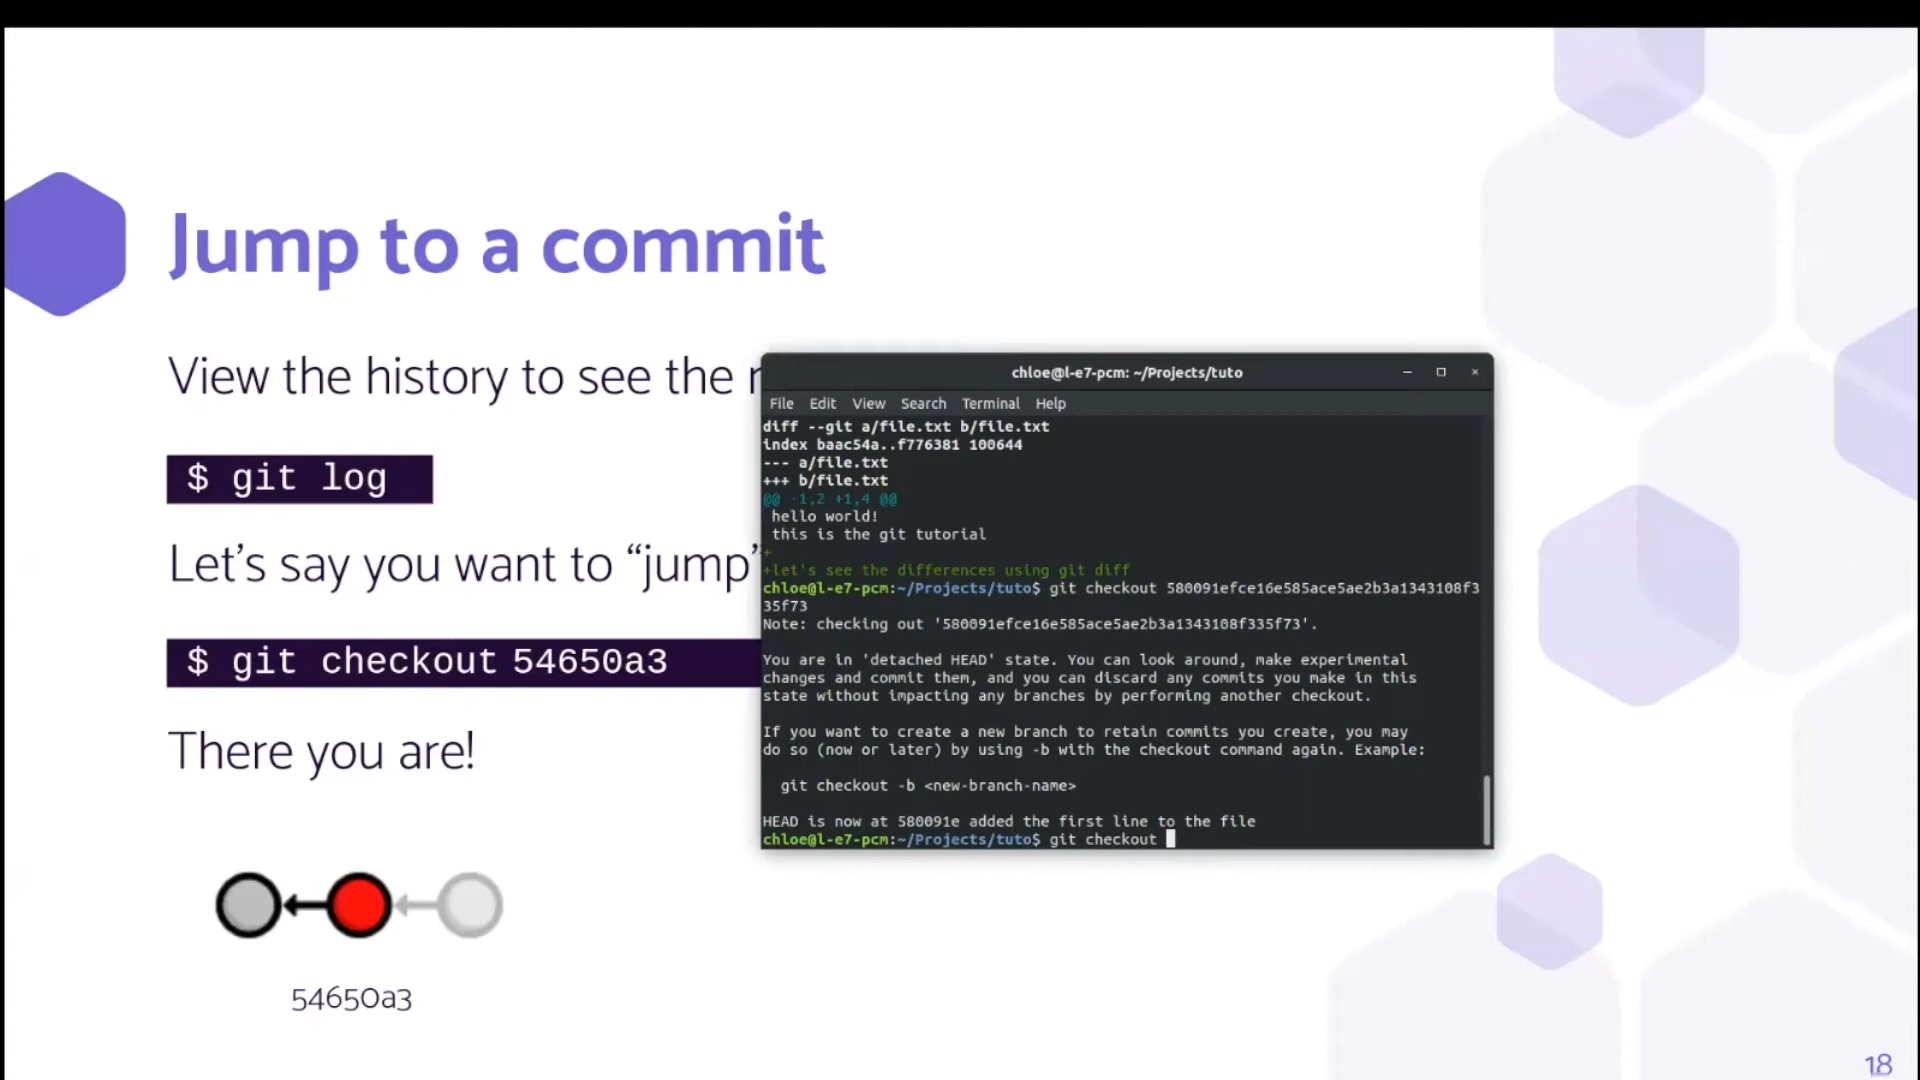 Jump to a commit
View the history to see the
$ git log
Let's say you want to “jump”
$ git checkout 54650a3
There you are!
54650a3
chloe@l-e7-pcm: ~/Projects/tuto
File Edit View Search Terminal Help
diff --git a/file.txt b/file.txt
index baac54a..f776381 100644
--- a/file.txt
+++ b/file.txt
@@ -1,2 +1,4 @@
 hello world!
 this is the git tutorial
+
+let's see the differences using git diff
chloe@l-e7-pcm:~/Projects/tuto$ git checkout 580091efce16e585ace5ae2b3a1343108f3
35f73
Note: checking out '580091efce16e585ace5ae2b3a1343108f335f73'.
You are in 'detached HEAD' state. You can look around, make experimental
changes and commit them, and you can discard any commits you make in this
state without impacting any branches by performing another checkout.
If you want to create a new branch to retain commits you create, you may
do so (now or later) by using -b with the checkout command again. Example:
  git checkout -b <new-branch-name>
HEAD is now at 580091e added the first line to the file
chloe@l-e7-pcm:~/Projects/tuto$ git checkout
18